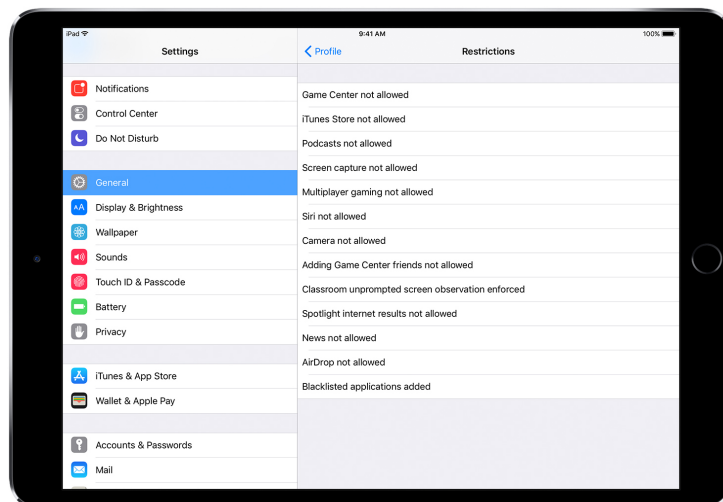 iPad
9:41 AM
100%
Settings
Profile
Restrictions
Notifications
Control Center
Do Not Disturb
General
AA
Display & Brightness
Wallpaper
Sounds
Touch ID & Passcode
Battery
Privacy
iTunes & App Store
Wallet & Apple Pay
Accounts & Passwords
Mail
Game Center not allowed
iTunes Store not allowed
Podcasts not allowed
Screen capture not allowed
Multiplayer gaming not allowed
Siri not allowed
Camera not allowed
Adding Game Center friends not allowed
Classroom unprompted screen observation enforced
Spotlight internet results not allowed
News not allowed
AirDrop not allowed
Blacklisted applications added